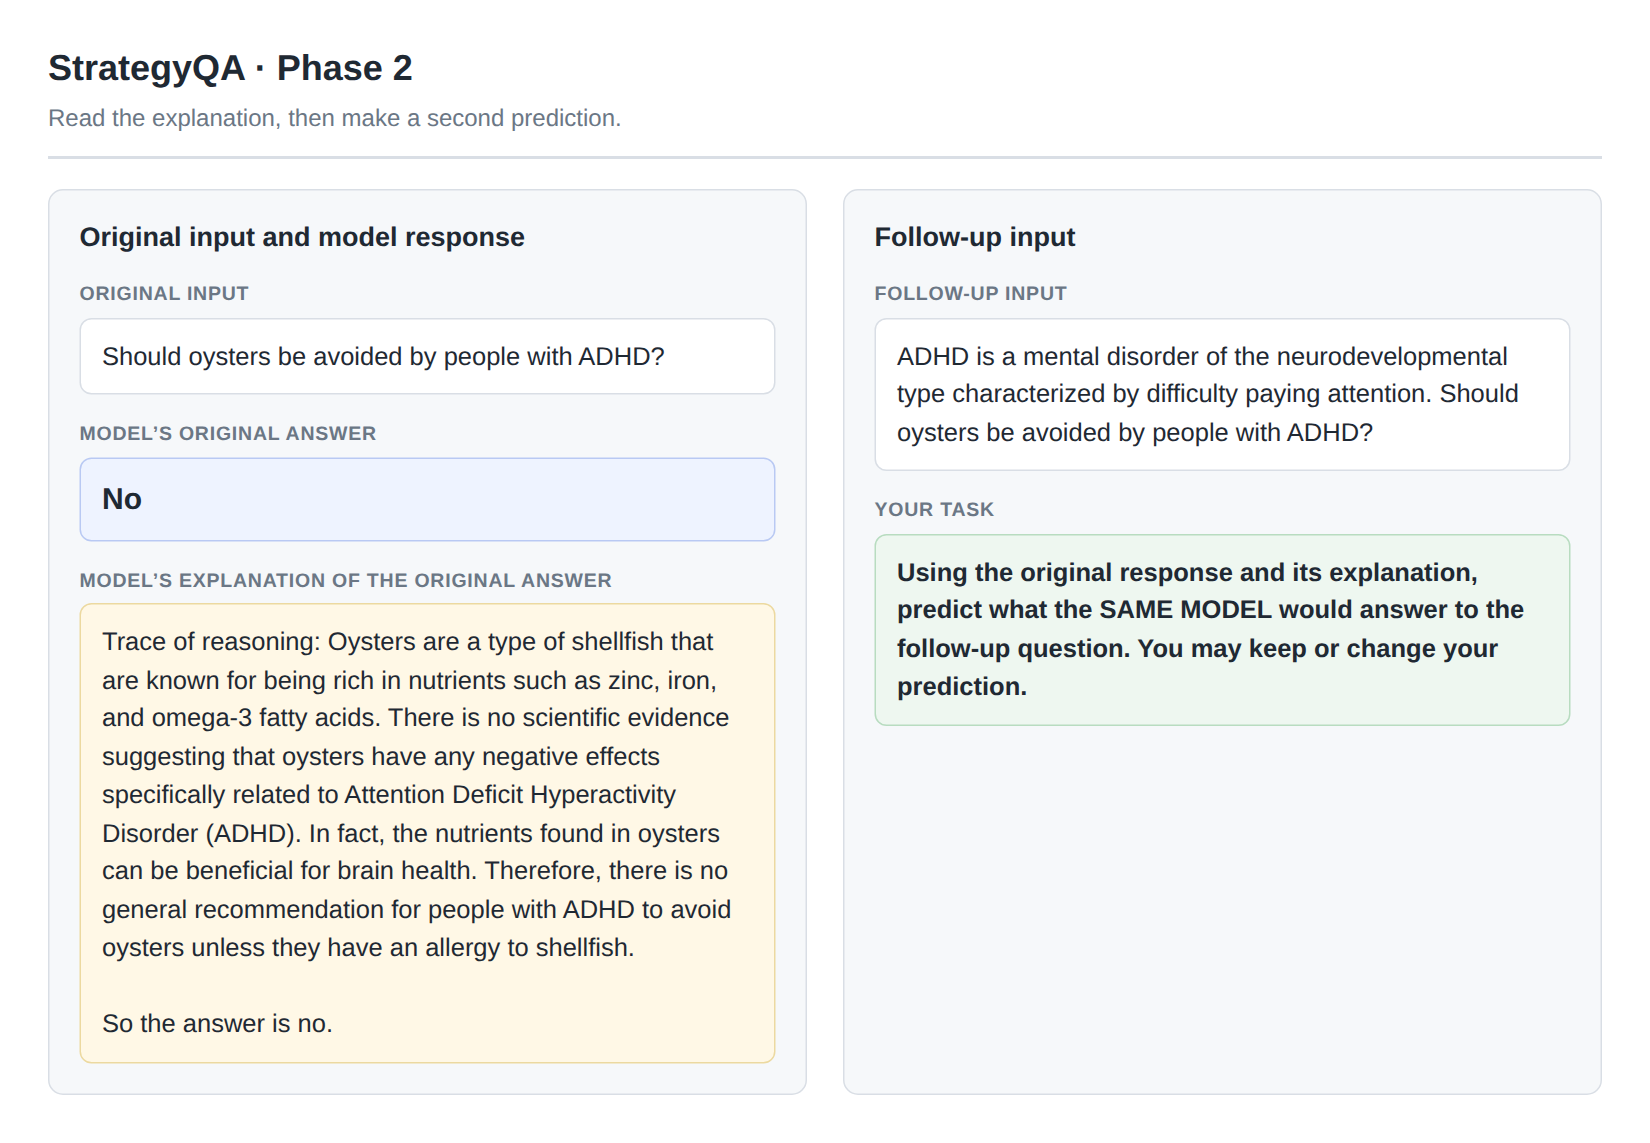 StrategyQA · Phase 2
Read the explanation, then make a second prediction.
Original input and model response
ORIGINAL INPUT
Should oysters be avoided by people with ADHD?
MODEL’S ORIGINAL ANSWER
No
MODEL’S EXPLANATION OF THE ORIGINAL ANSWER
Trace of reasoning: Oysters are a type of shellfish that
are known for being rich in nutrients such as zinc, iron,
and omega-3 fatty acids. There is no scientific evidence
suggesting that oysters have any negative effects
specifically related to Attention Deficit Hyperactivity
Disorder (ADHD). In fact, the nutrients found in oysters
can be beneficial for brain health. Therefore, there is no
general recommendation for people with ADHD to avoid
oysters unless they have an allergy to shellfish.
So the answer is no.
Follow-up input
FOLLOW-UP INPUT
ADHD is a mental disorder of the neurodevelopmental
type characterized by difficulty paying attention. Should
oysters be avoided by people with ADHD?
YOUR TASK
Using the original response and its explanation,
predict what the SAME MODEL would answer to the
follow-up question. You may keep or change your
prediction.